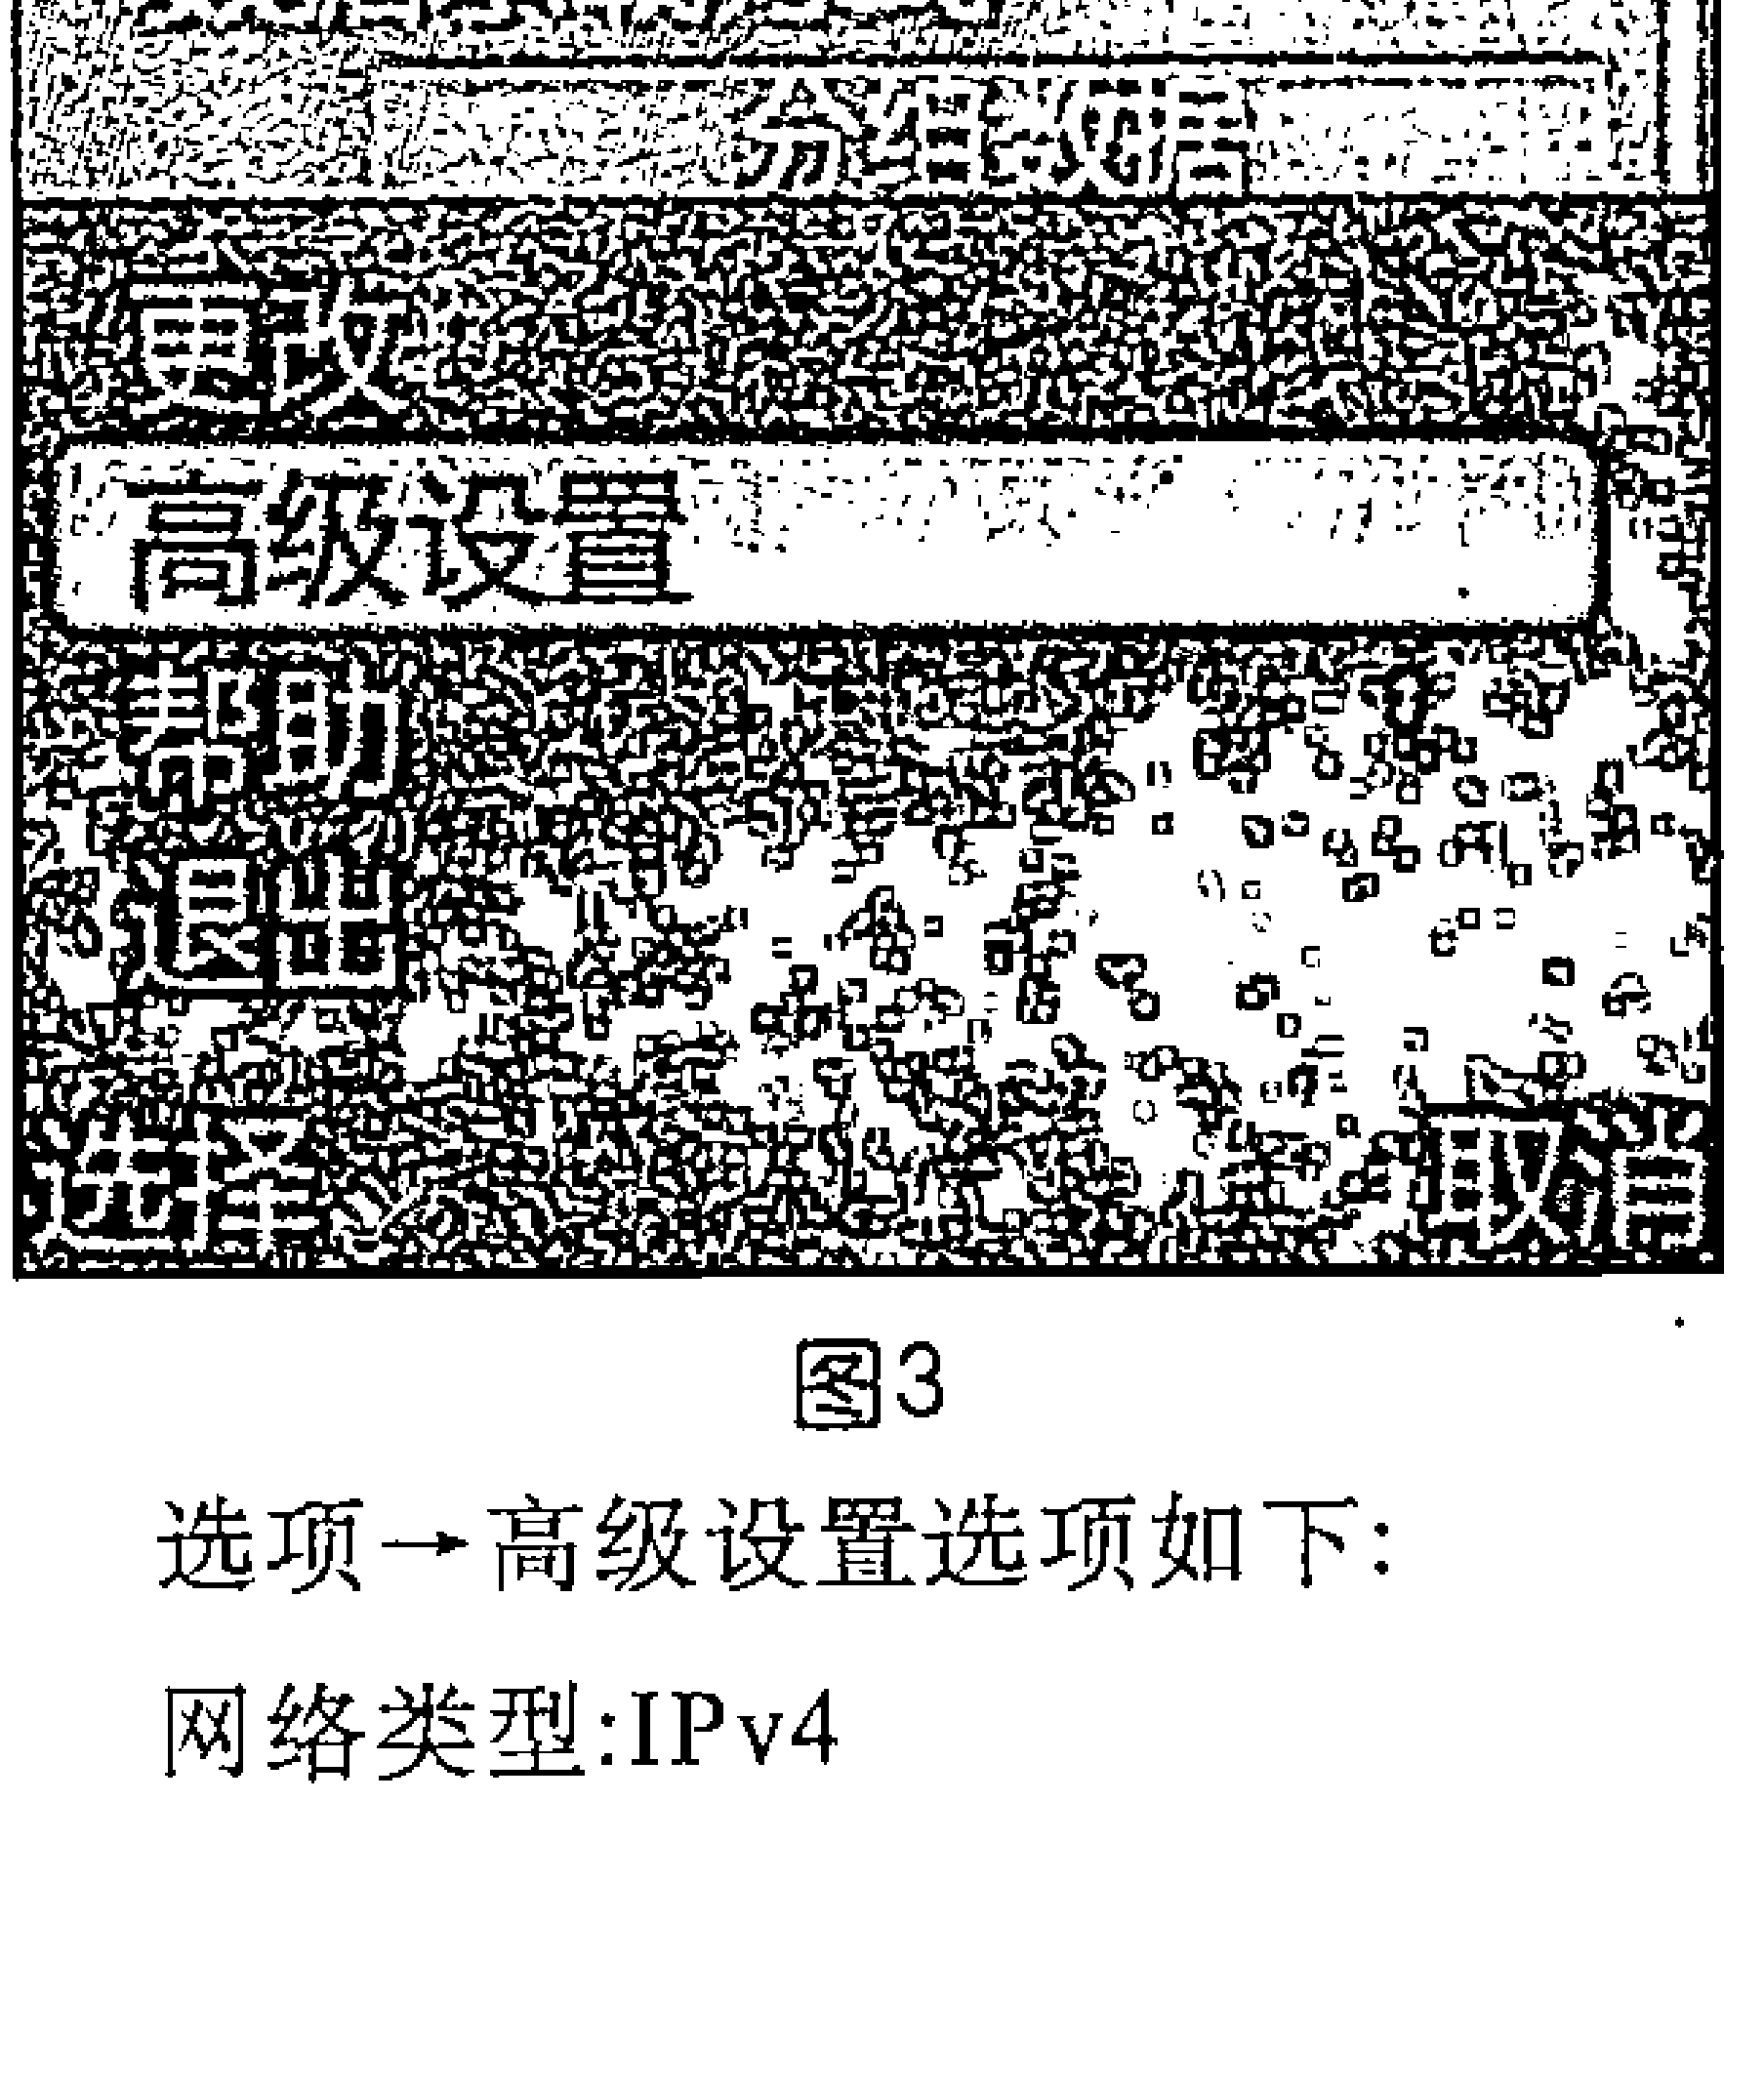 分组数据
更改
高级设置
帮助
退出
选择 取消
图3
选项→高级设置选项如下:
网络类型:IPv4